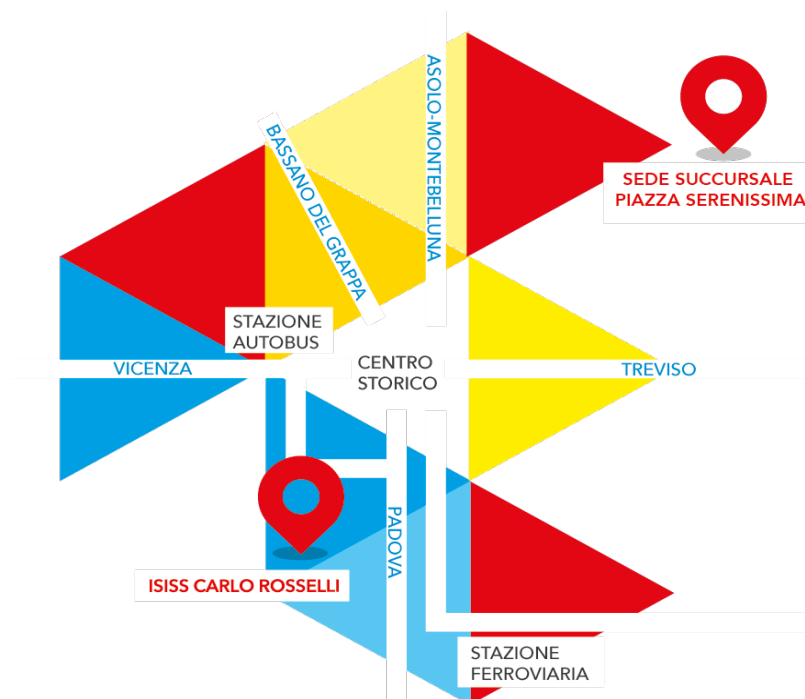 ASOLO-MONTEBELLUNA
BASSANO DEL GRAPPA
SEDE SUCCURSALE
PIAZZA SERENISSIMA
STAZIONE
AUTOBUS
CENTRO
STORICO
VICENZA
TREVISO
PADOVA
ISISS CARLO ROSSELLI
STAZIONE
FERROVIARIA